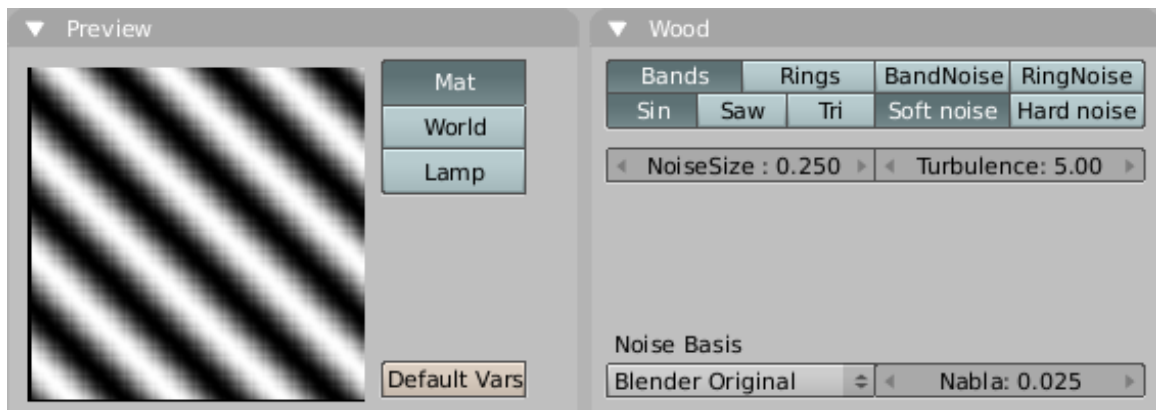 Preview
Mat
World
Lamp
Default Vars
Wood
Bands Rings BandNoise RingNoise
Sin Saw Tri Soft noise Hard noise
NoiseSize : 0.250 Turbulence: 5.00
Noise Basis
Blender Original Nabla: 0.025